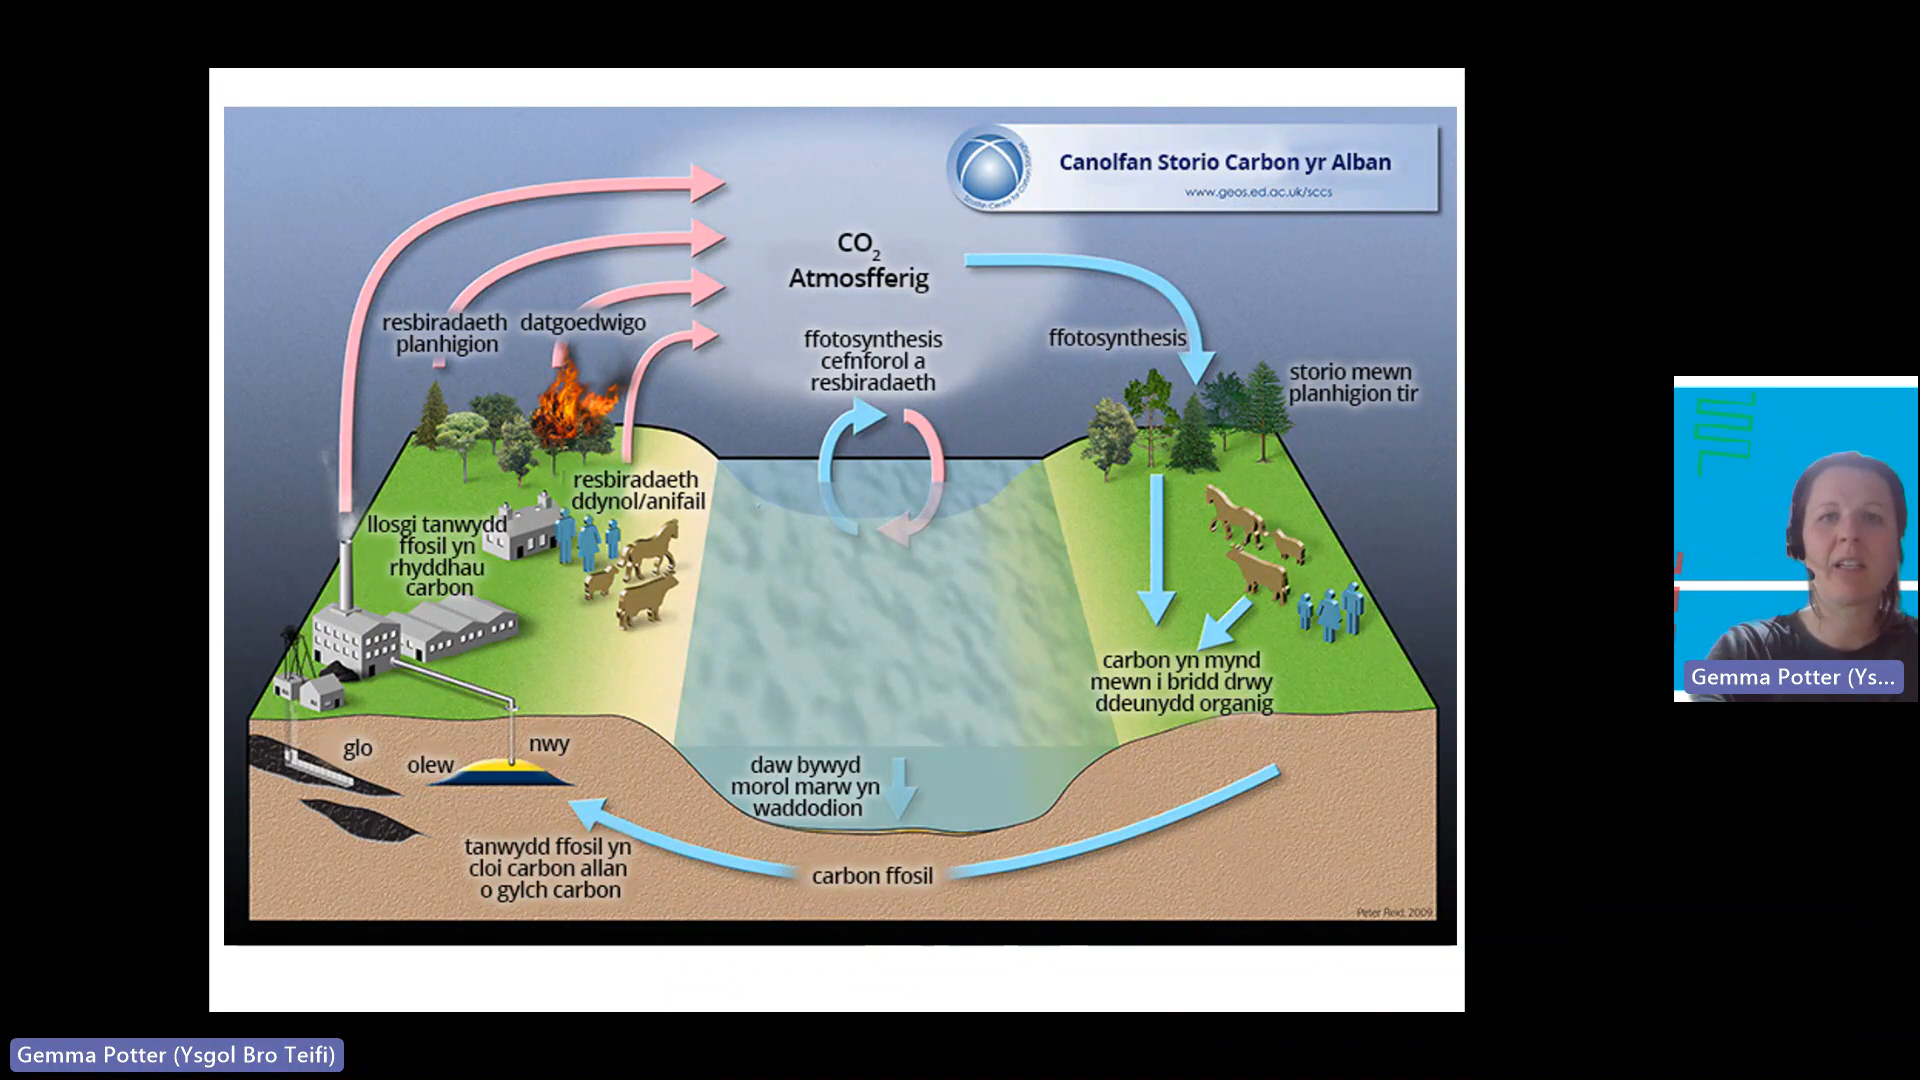 Canolfan Storio Carbon yr Alban
www.geos.ed.ac.uk/sccs
CO2
Atmosfferig
resbiradaeth
planhigion
datgoedwigo
ffotosynthesis
cefnforol a
resbiradaeth
ffotosynthesis
storio mewn
planhigion tir
resbiradaeth
ddynol/anifail
llosgi tanwydd
ffosil yn
rhyddhau
carbon
carbon yn mynd
mewn i bridd drwy
ddeunydd organig
glo
olew
nwy
daw bywyd
morol marw yn
waddodion
tanwydd ffosil yn
cloi carbon allan
o gylch carbon
carbon ffosil
Peter Reid, 2009
Gemma Potter (Ys...
Gemma Potter (Ysgol Bro Teifi)